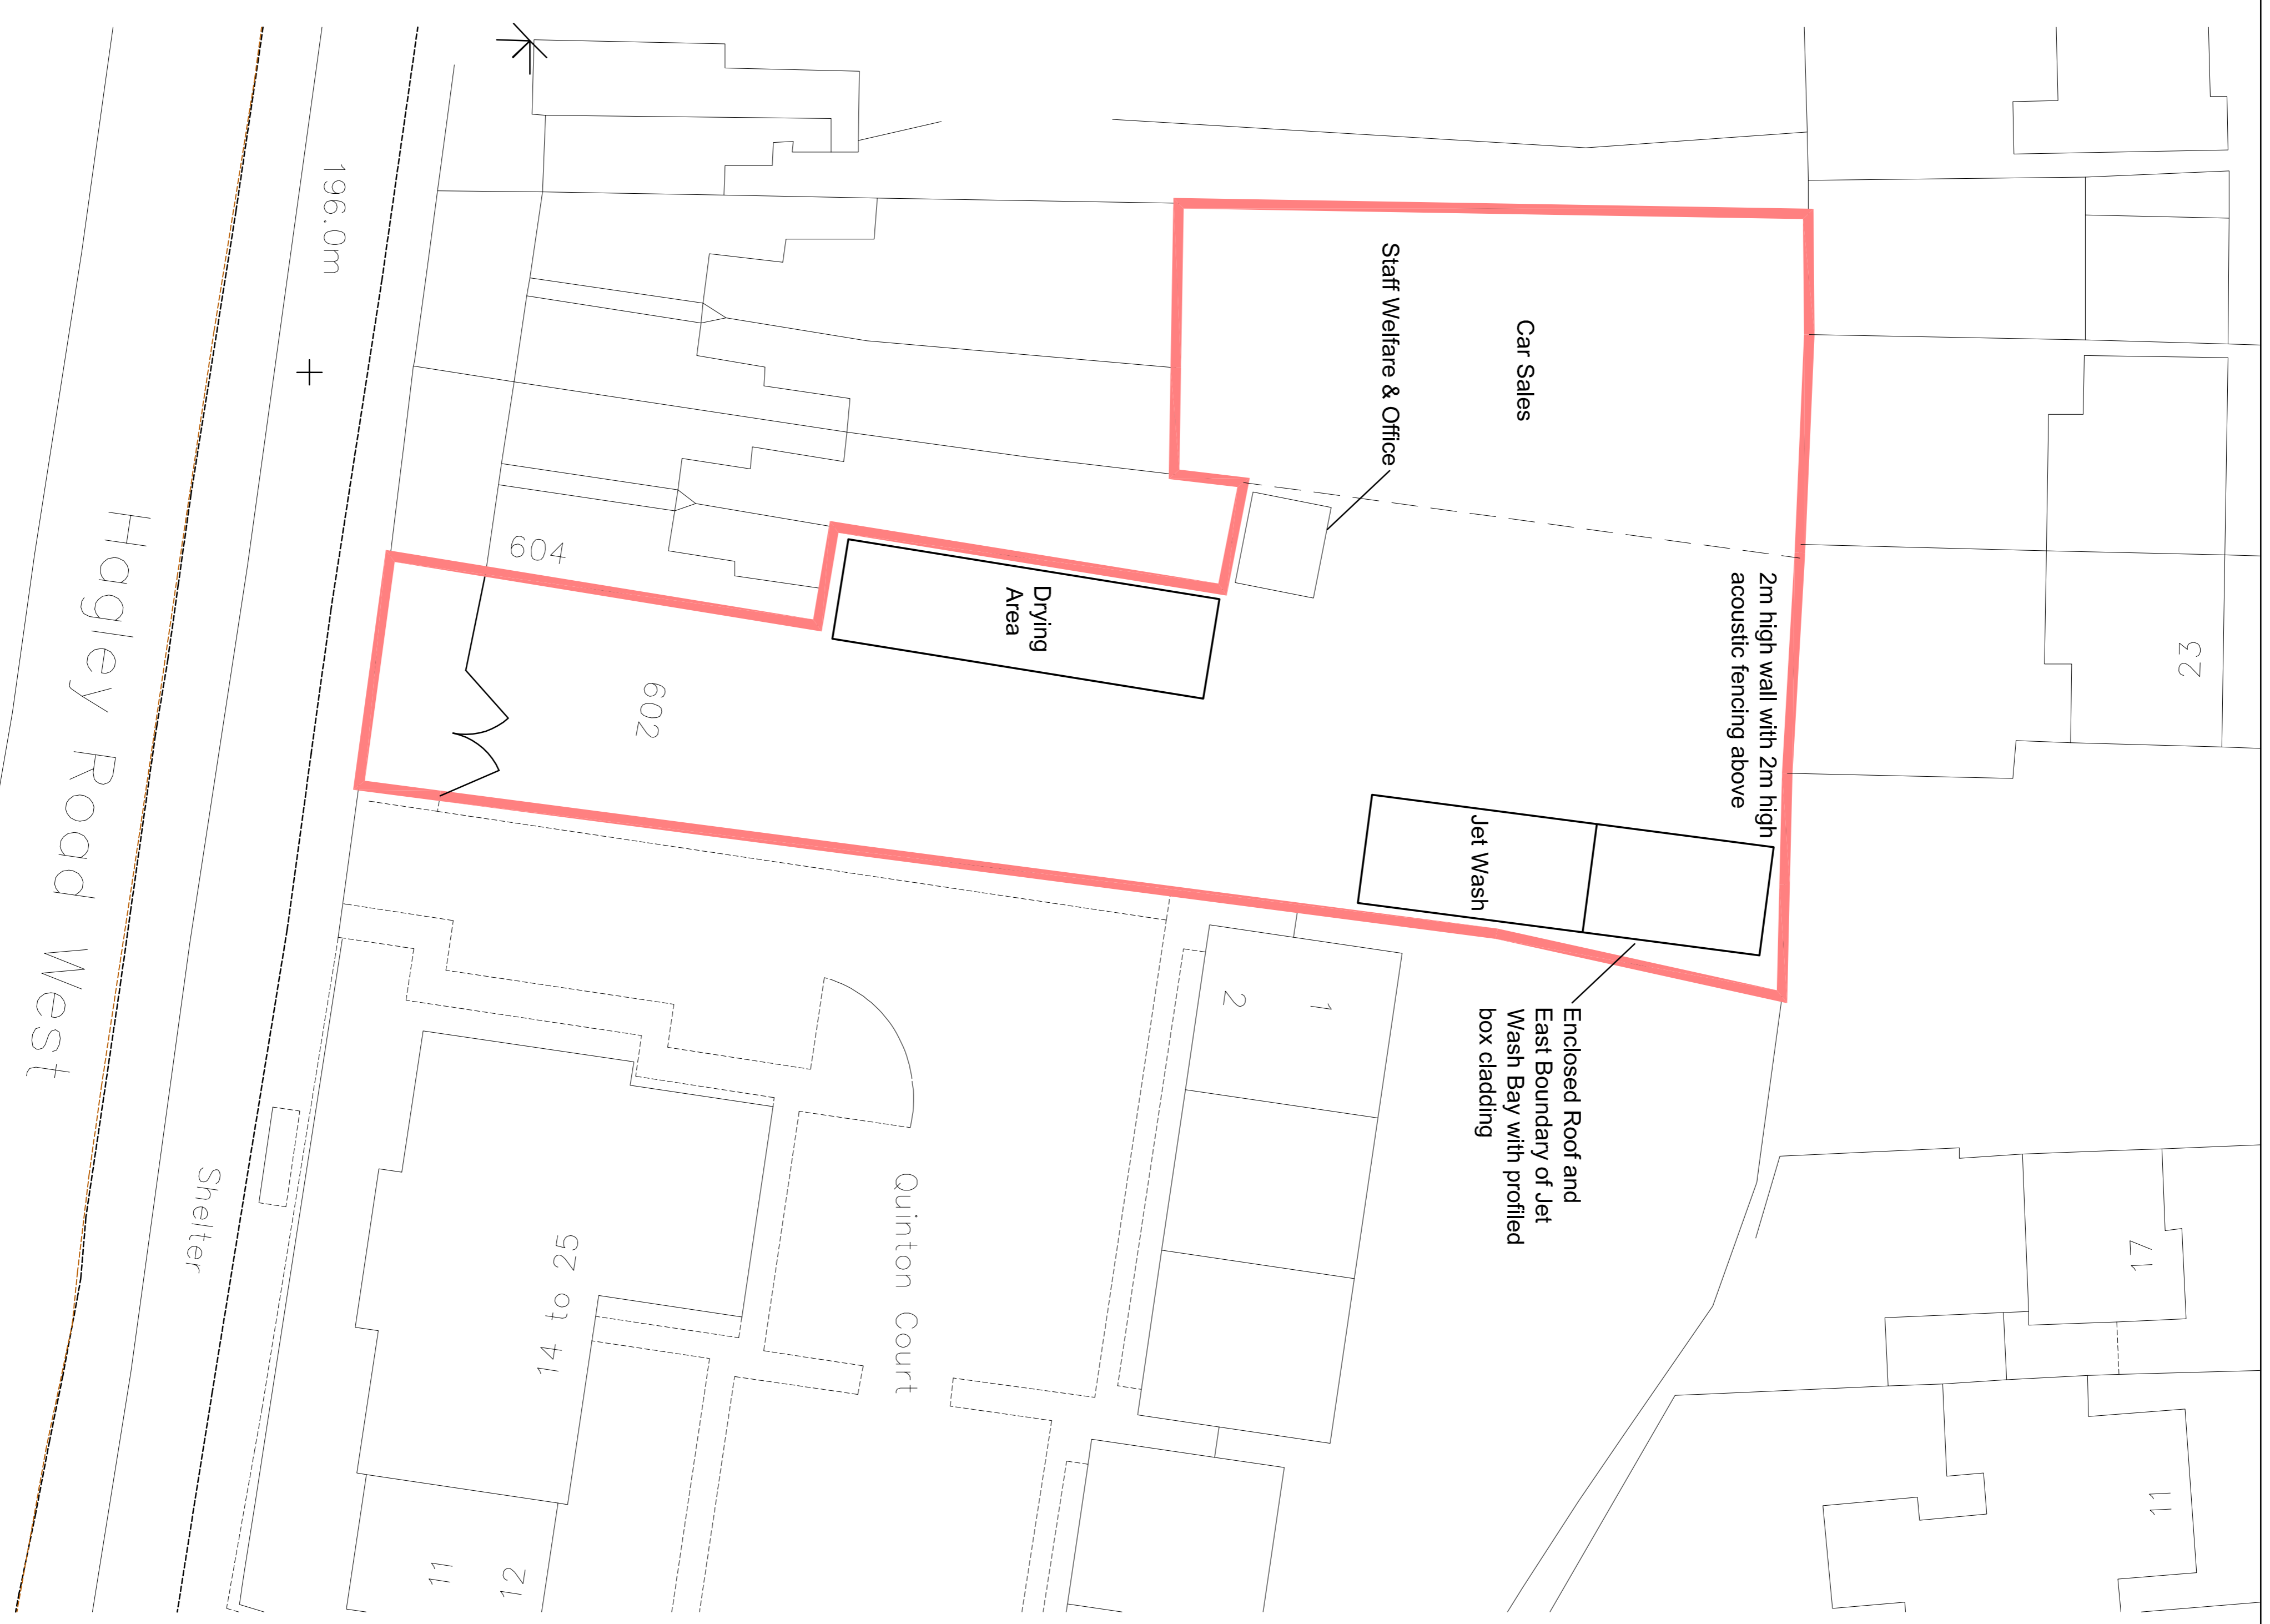 23
17
11
2m high wall with 2m high
acoustic fencing above
Car Sales
Staff Welfare & Office
Enclosed Roof and
East Boundary of Jet
Wash Bay with profiled
box cladding
Jet Wash
1
2
Drying
Area
602
604
Quinton Court
14 to 25
12
11
196.0m
Shelter
Hagley Road West